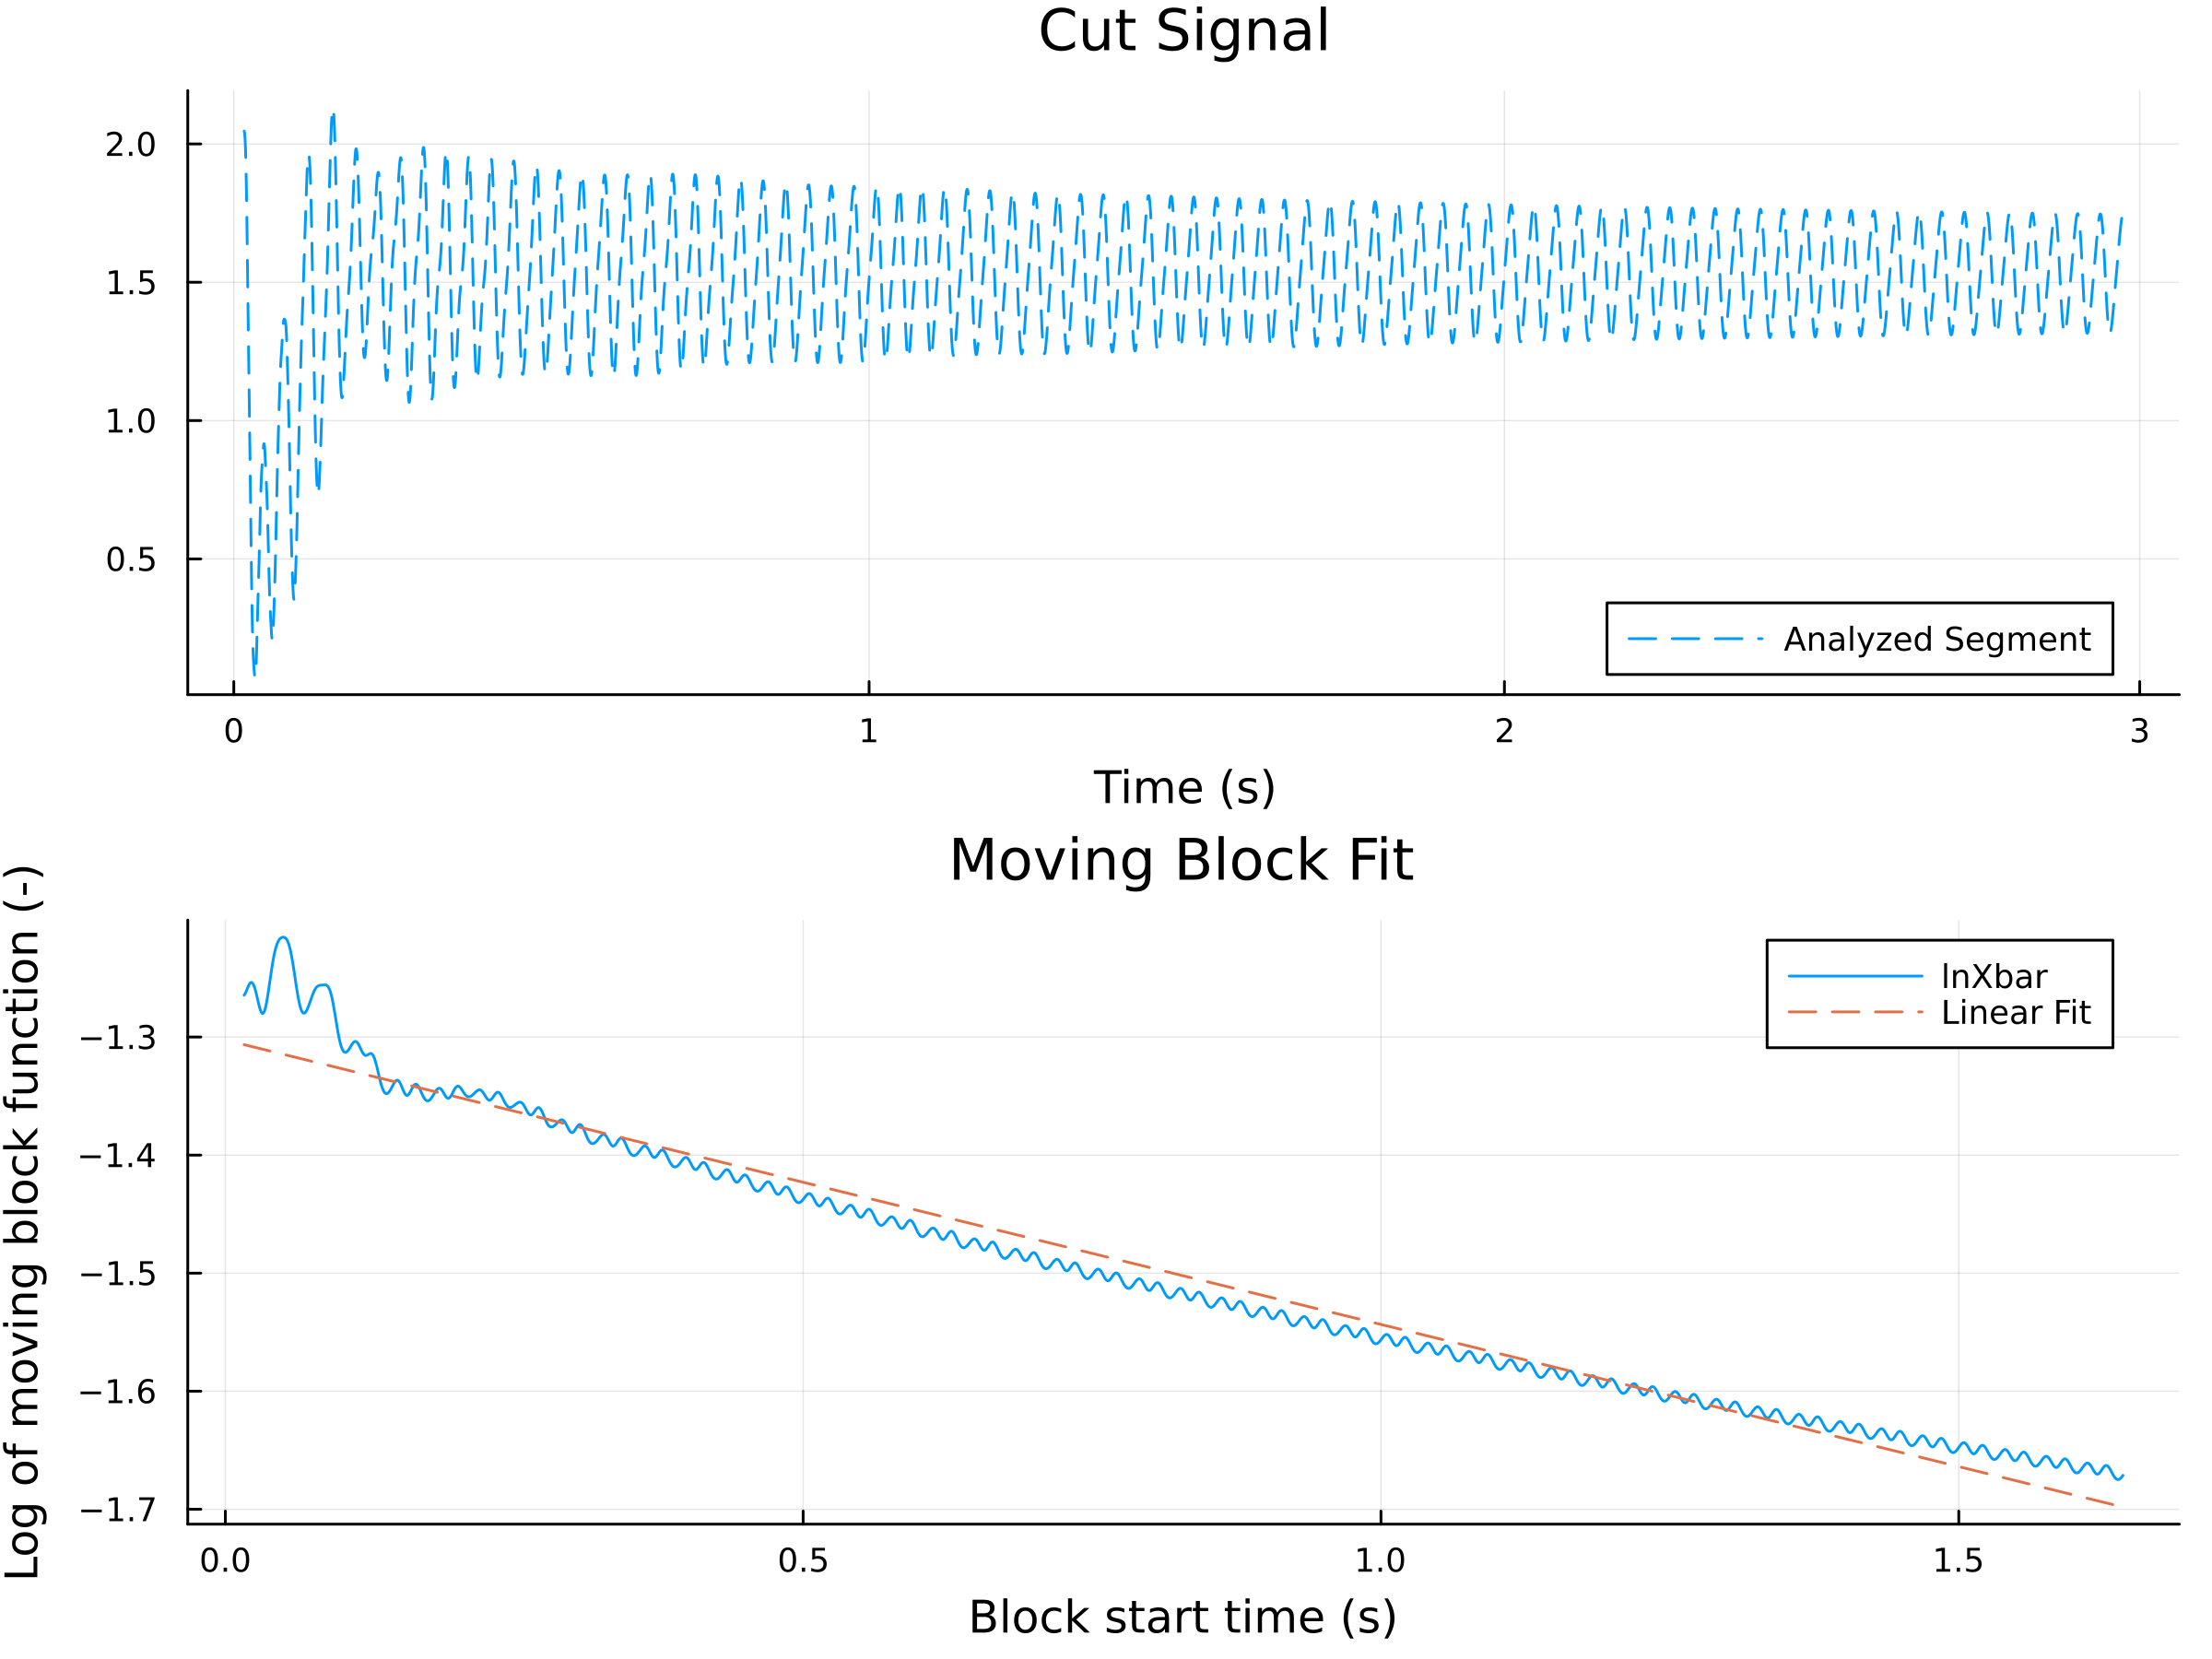 Cut Signal
2.0
1.5
1.0
0.5
Analyzed Segment
0 1 2 3
Time (s)
Moving Block Fit
Log of moving block function (-)
lnXbar
Linear Fit
−1.3
−1.4
−1.5
−1.6
−1.7
0.0 0.5 1.0 1.5
Block start time (s)